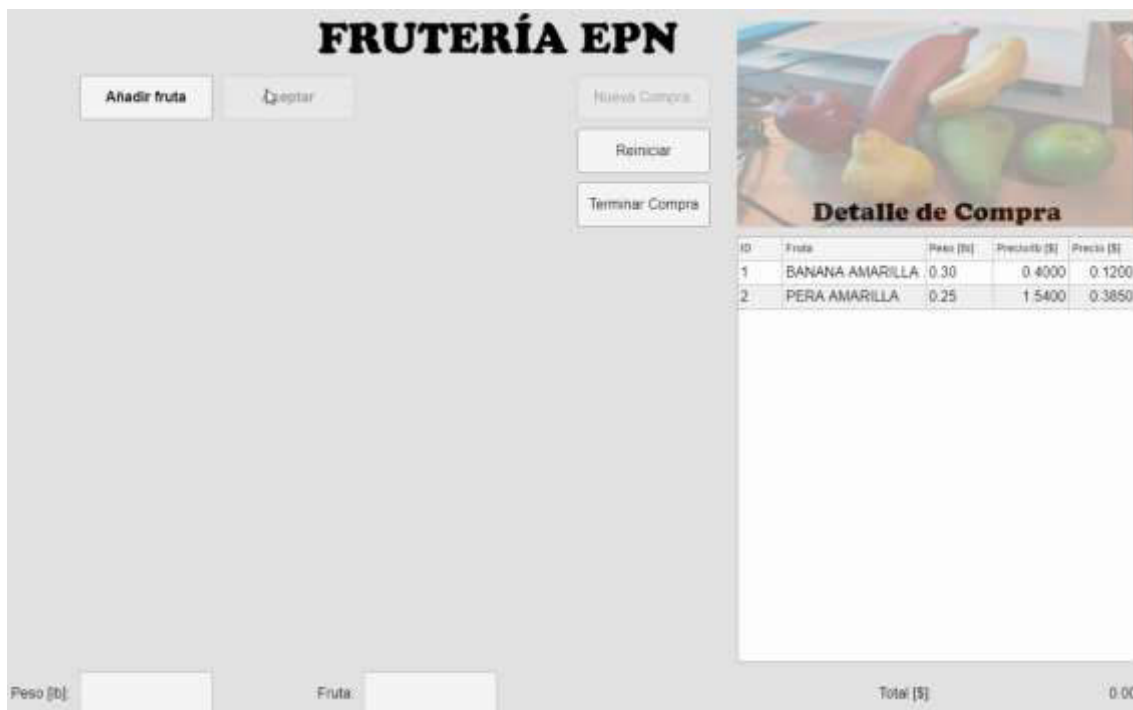 FRUTERÍA EPN
Añadir fruta
Aceptar
Nueva Compra
Reiniciar
Terminar Compra
Detalle de Compra
ID Fruta Peso [lb] Precio/lb [$] Precio [$]
1 BANANA AMARILLA 0.30 0.4000 0.1200
2 PERA AMARILLA 0.25 1.5400 0.3850
Peso [lb]: Fruta: Total [$]: 0.00